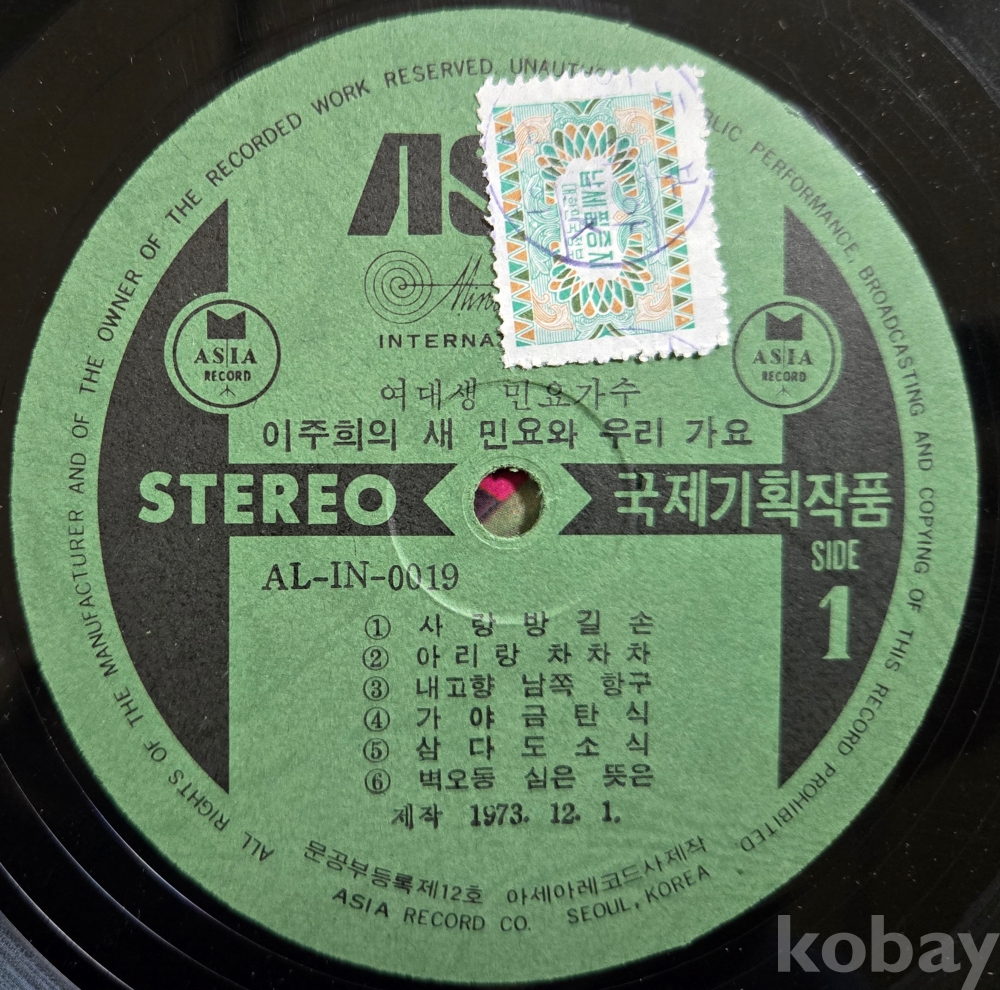 ALL RIGHTS OF THE MANUFACTURER AND OF THE OWNER OF THE RECORDED WORK RESERVED, PERFORMANCE, BROADCASTING AND COPYING OF THIS RECORD PROHIBITED
납세필증지
ASIA
RECORD
ASIA
RECORD
여대생 민요가수
이주희의 새 민요와 우리 가요
STEREO
국제기획작품
SIDE
1
AL-IN-0019
① 사랑방길손
② 아리랑 차차차
③ 내고향 남쪽 항구
④ 가야금탄식
⑤ 삼다도소식
⑥ 벽오동 심은 뜻은
제작 1973. 12. 1.
문공부등록제12호 아세아레코드사제작
ASIA RECORD CO. SEOUL, KOREA
kobay